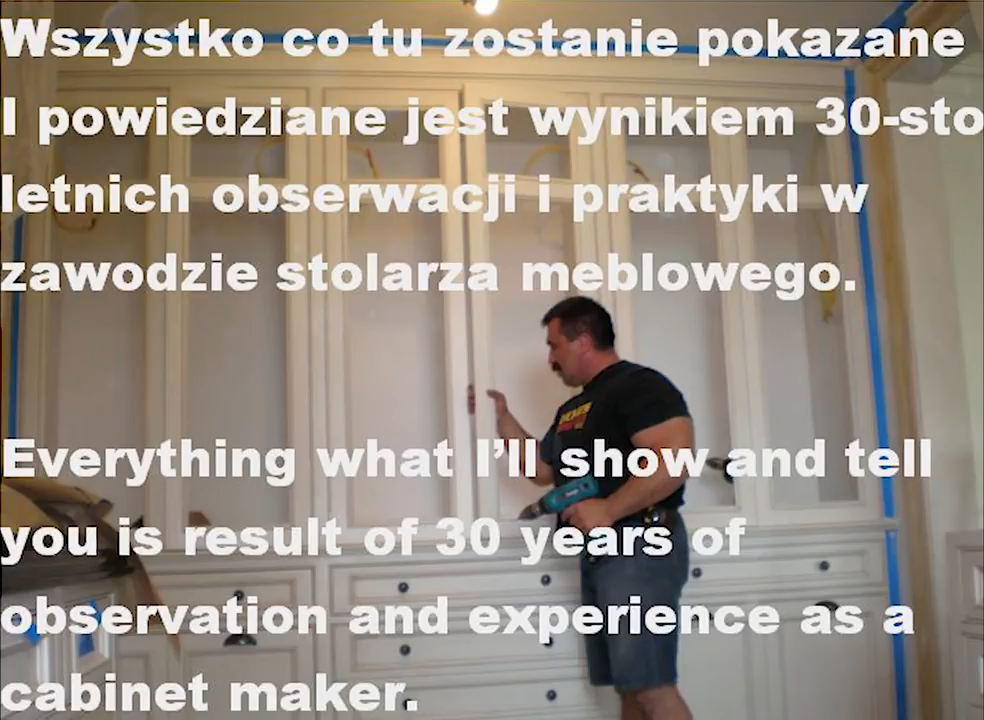 Wszystko co tu zostanie pokazane
I powiedziane jest wynikiem 30-sto
letnich obserwacji i praktyki w
zawodzie stolarza meblowego.
Everything what I’ll show and tell
you is result of 30 years of
observation and experience as a
cabinet maker.